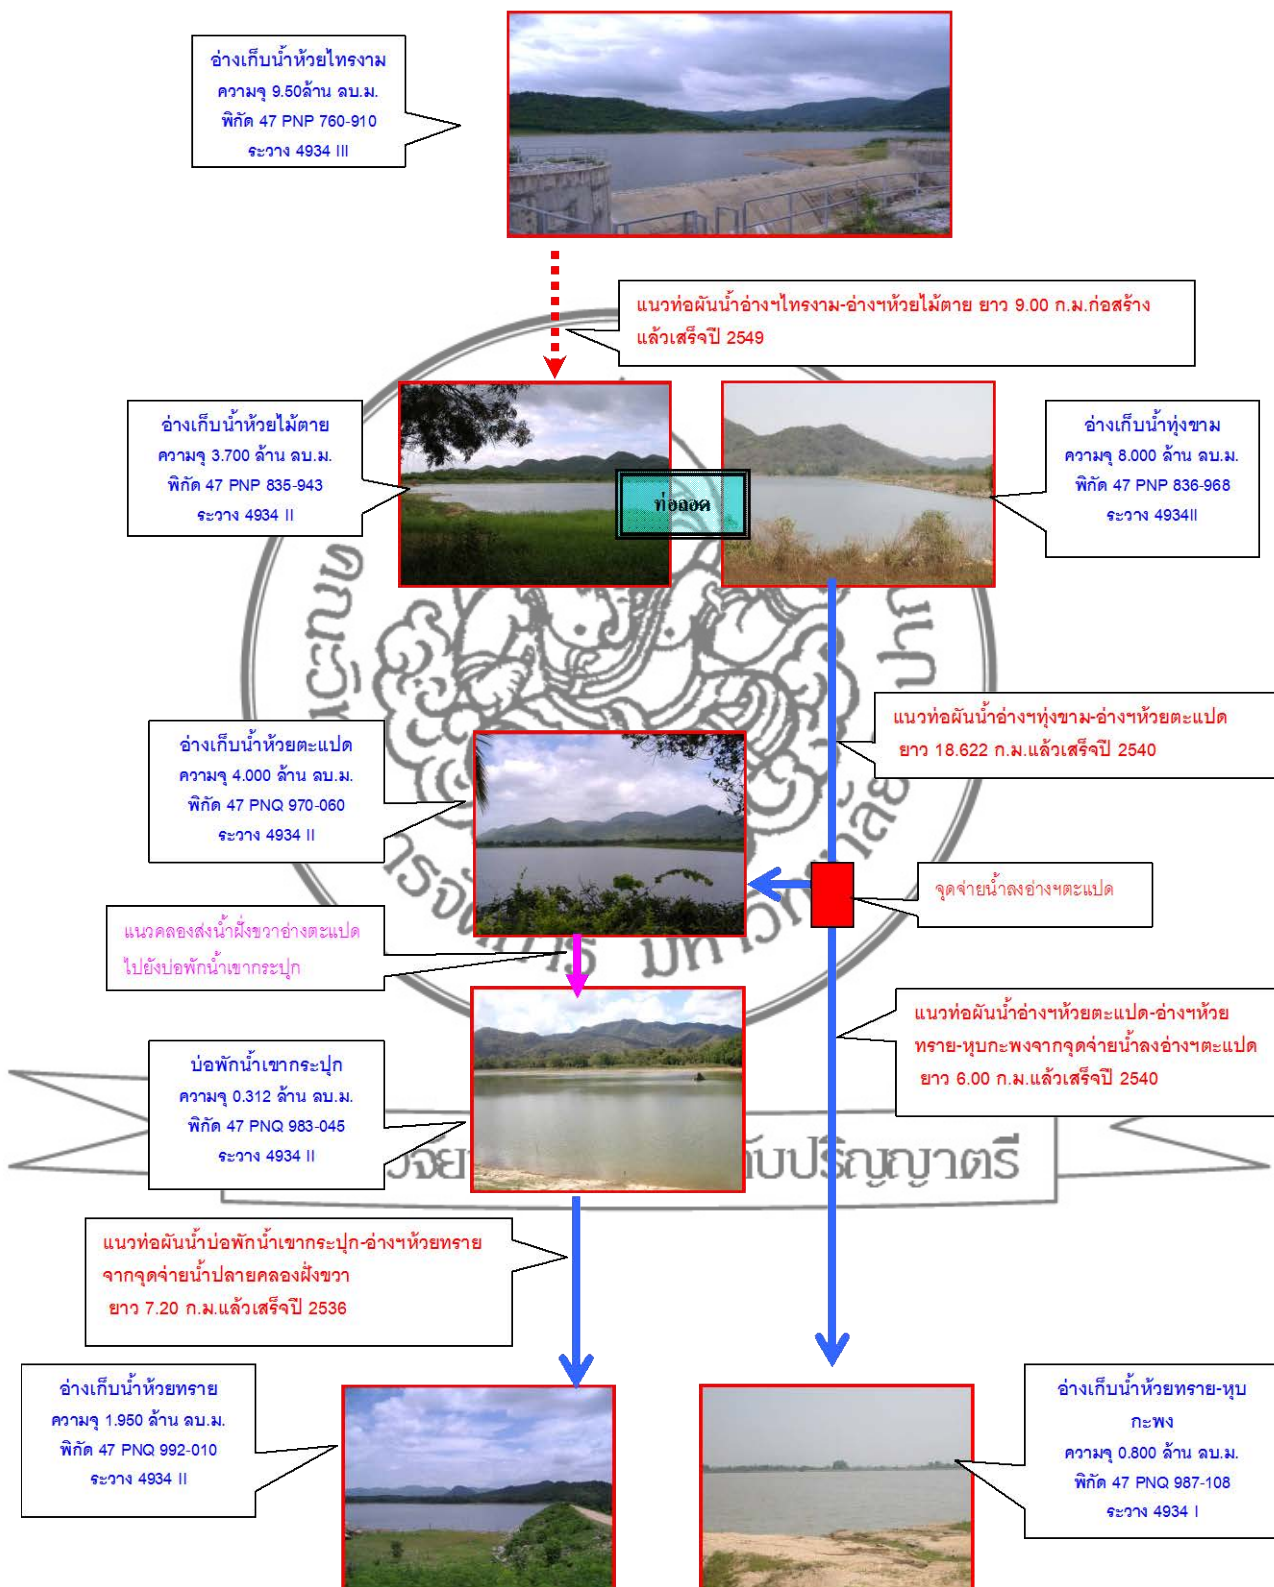 อ่างเก็บน้ำห้วยไทรงาม
ความจุ 9.50ล้าน ลบ.ม.
พิกัด 47 PNP 760-910
ระวาง 4934 III
แนวท่อผันน้ำอ่างฯไทรงาม-อ่างฯห้วยไม้ตาย ยาว 9.00 ก.ม.ก่อสร้าง
แล้วเสร็จปี 2549
อ่างเก็บน้ำห้วยไม้ตาย
ความจุ 3.700 ล้าน ลบ.ม.
พิกัด 47 PNP 835-943
ระวาง 4934 II
ท่อลอด
อ่างเก็บน้ำทุ่งขาม
ความจุ 8.000 ล้าน ลบ.ม.
พิกัด 47 PNP 836-968
ระวาง 4934II
แนวท่อผันน้ำอ่างฯทุ่งขาม-อ่างฯห้วยตะแปด
ยาว 18.622 ก.ม.แล้วเสร็จปี 2540
อ่างเก็บน้ำห้วยตะแปด
ความจุ 4.000 ล้าน ลบ.ม.
พิกัด 47 PNQ 970-060
ระวาง 4934 II
จุดจ่ายน้ำลงอ่างฯตะแปด
แนวคลองส่งน้ำฝั่งขวาอ่างตะแปด
ไปยังบ่อพักน้ำเขากระปุก
แนวท่อผันน้ำอ่างฯห้วยตะแปด-อ่างฯห้วย
ทราย-หุบกะพงจากจุดจ่ายน้ำลงอ่างฯตะแปด
ยาว 6.00 ก.ม.แล้วเสร็จปี 2540
บ่อพักน้ำเขากระปุก
ความจุ 0.312 ล้าน ลบ.ม.
พิกัด 47 PNQ 983-045
ระวาง 4934 II
แนวท่อผันน้ำบ่อพักน้ำเขากระปุก-อ่างฯห้วยทราย
จากจุดจ่ายน้ำปลายคลองฝั่งขวา
ยาว 7.20 ก.ม.แล้วเสร็จปี 2536
อ่างเก็บน้ำห้วยทราย
ความจุ 1.950 ล้าน ลบ.ม.
พิกัด 47 PNQ 992-010
ระวาง 4934 II
อ่างเก็บน้ำห้วยทราย-หุบ
กะพง
ความจุ 0.800 ล้าน ลบ.ม.
พิกัด 47 PNQ 987-108
ระวาง 4934 I